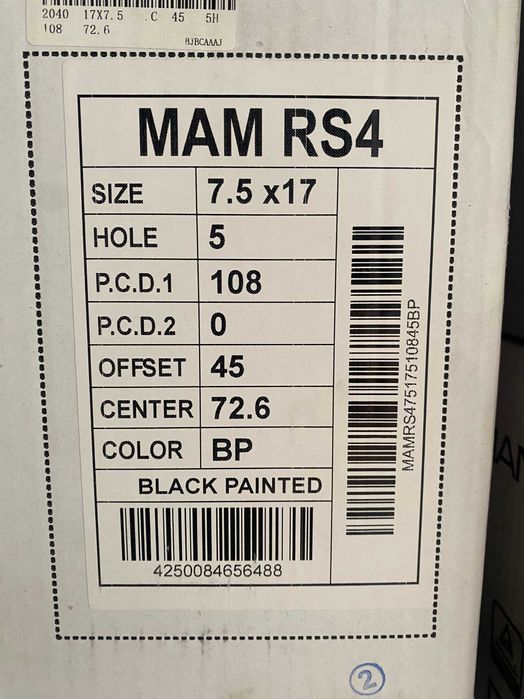 2040 17X7.5 .C 45 5H
108 72.6
BJBCAAAJ
MAM RS4
SIZE 7.5 x17
HOLE 5
P.C.D.1 108
P.C.D.2 0
OFFSET 45
CENTER 72.6
COLOR BP
BLACK PAINTED
4250084656488
MAMRS47517510845BP
2